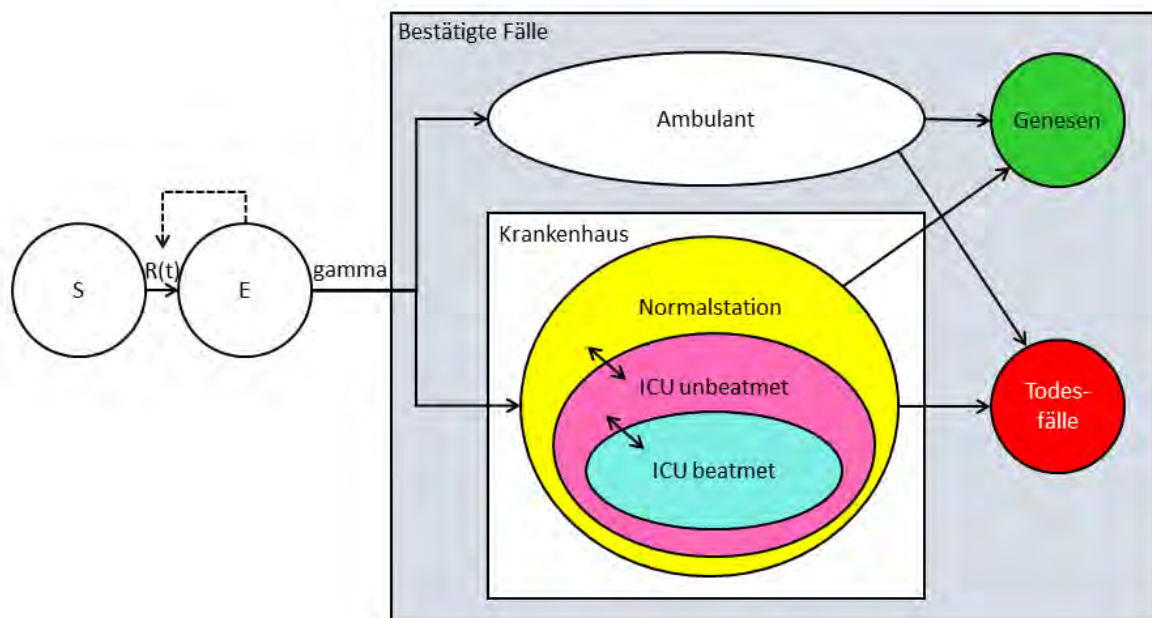 Bestätigte Fälle
Ambulant
Genesen
Krankenhaus
S
R(t)
E
gamma
Normalstation
ICU unbeatmet
ICU beatmet
Todes-
fälle